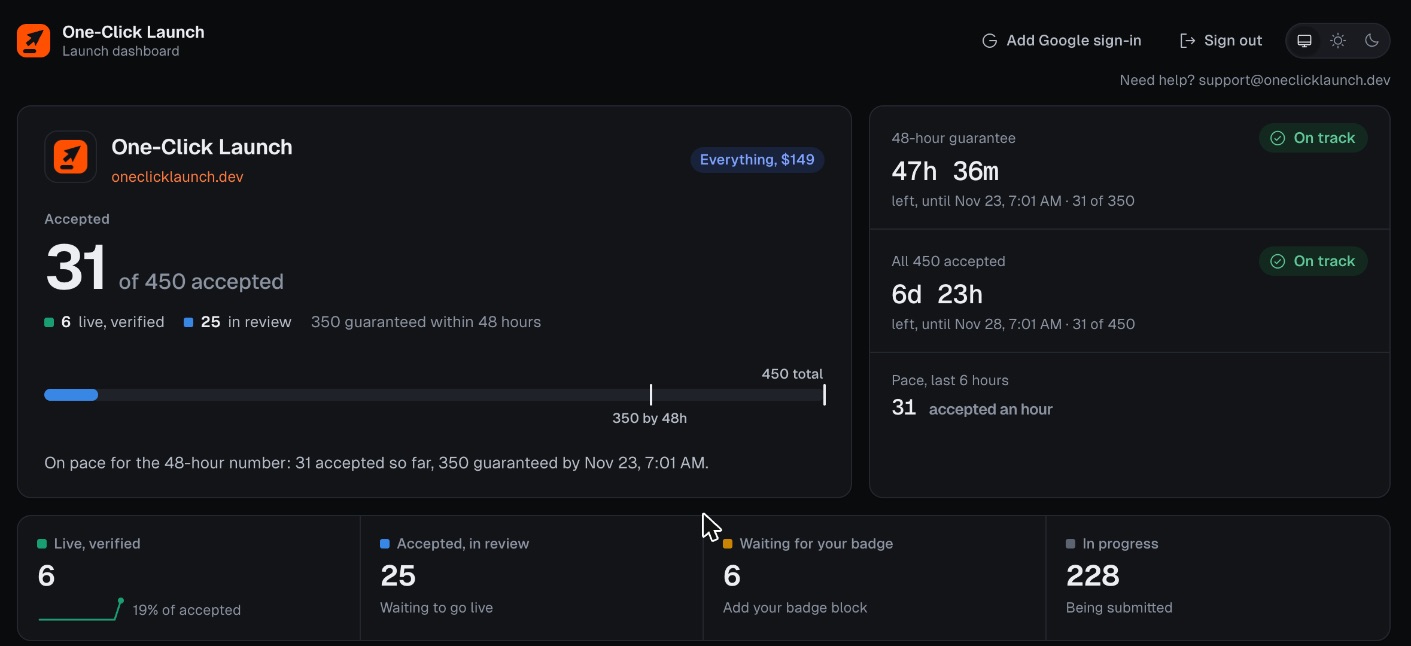 One-Click Launch
Launch dashboard
Add Google sign-in
Sign out
Need help? support@oneclicklaunch.dev
One-Click Launch
oneclicklaunch.dev
Everything, $149
Accepted
31 of 450 accepted
6 live, verified 25 in review 350 guaranteed within 48 hours
450 total
350 by 48h
On pace for the 48-hour number: 31 accepted so far, 350 guaranteed by Nov 23, 7:01 AM.
48-hour guarantee
On track
47h 36m
left, until Nov 23, 7:01 AM · 31 of 350
All 450 accepted
On track
6d 23h
left, until Nov 28, 7:01 AM · 31 of 450
Pace, last 6 hours
31 accepted an hour
Live, verified
6
19% of accepted
Accepted, in review
25
Waiting to go live
Waiting for your badge
6
Add your badge block
In progress
228
Being submitted